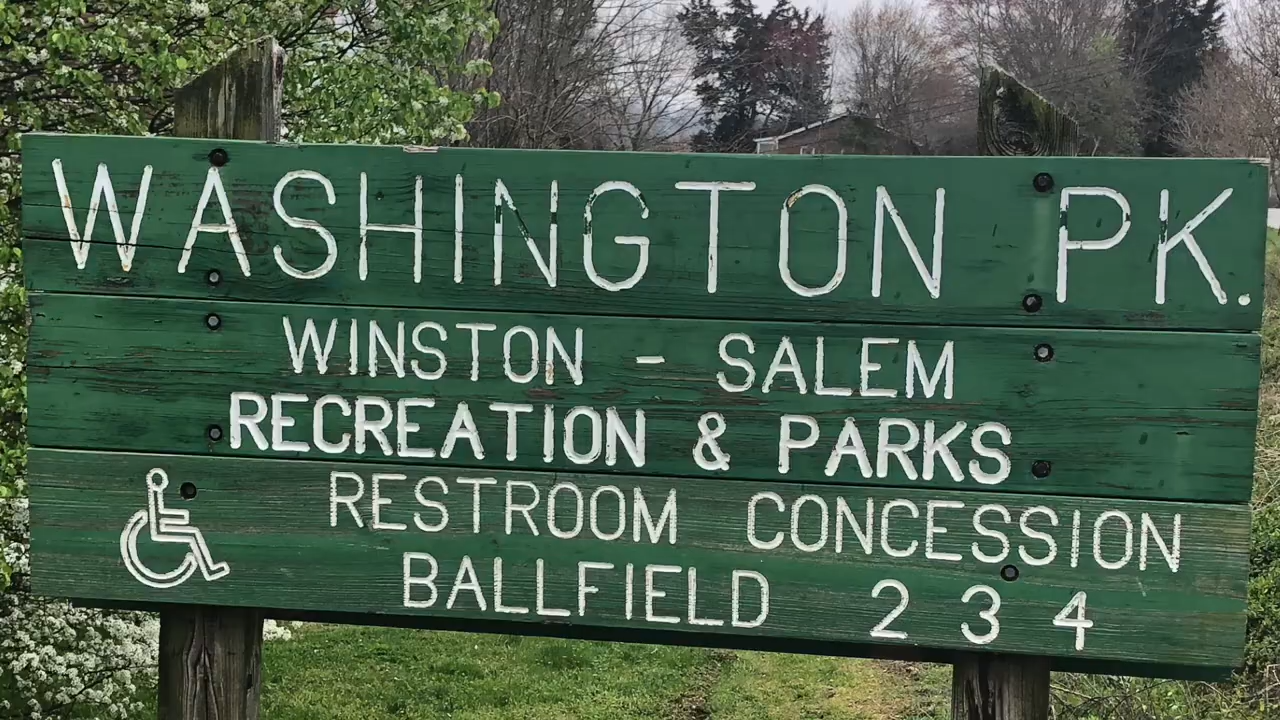 WASHINGTON PK.
WINSTON - SALEM
RECREATION & PARKS
RESTROOM CONCESSION
BALLFIELD 2 3 4